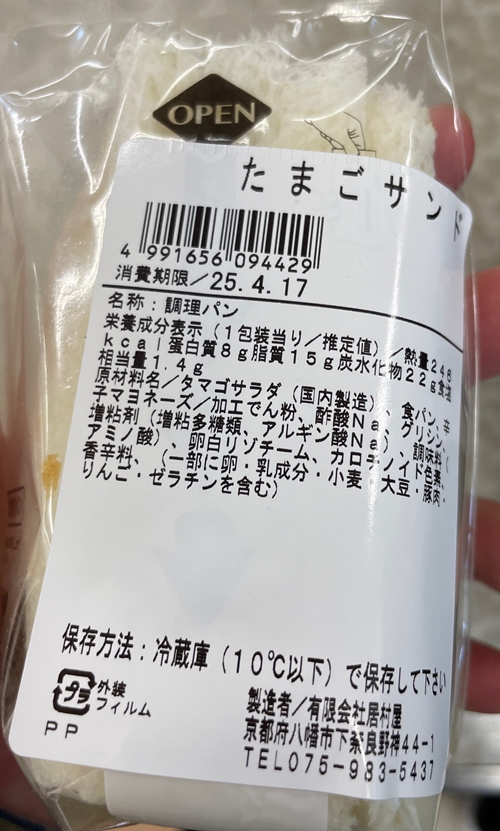 OPEN
たまごサンド
4 991656 094429
消費期限／25.4.17
名称：調理パン
栄養成分表示（1包装当り／推定値）／熱量246
kcal蛋白質8g脂質15g炭水化物22g食塩
相当量1.4g
原材料名／タマゴサラダ（国内製造）、食パン、辛
子マヨネーズ／加工でん粉、酢酸Na、グリシン、
増粘剤（増粘多糖類、アルギン酸Na）、調味料（
アミノ酸）、卵白リゾチーム、カロチノイド色素、
香辛料、（一部に卵・乳成分・小麦・大豆・豚肉・
りんご・ゼラチンを含む）
保存方法：冷蔵庫（10℃以下）で保存して下さい
プラ
外装
フィルム
PP
製造者／有限会社居村屋
京都府八幡市下奈良野神44-1
TEL075-983-5437